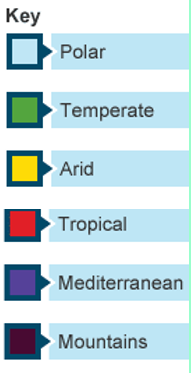 Key
Polar
Temperate
Arid
Tropical
Mediterranean
Mountains